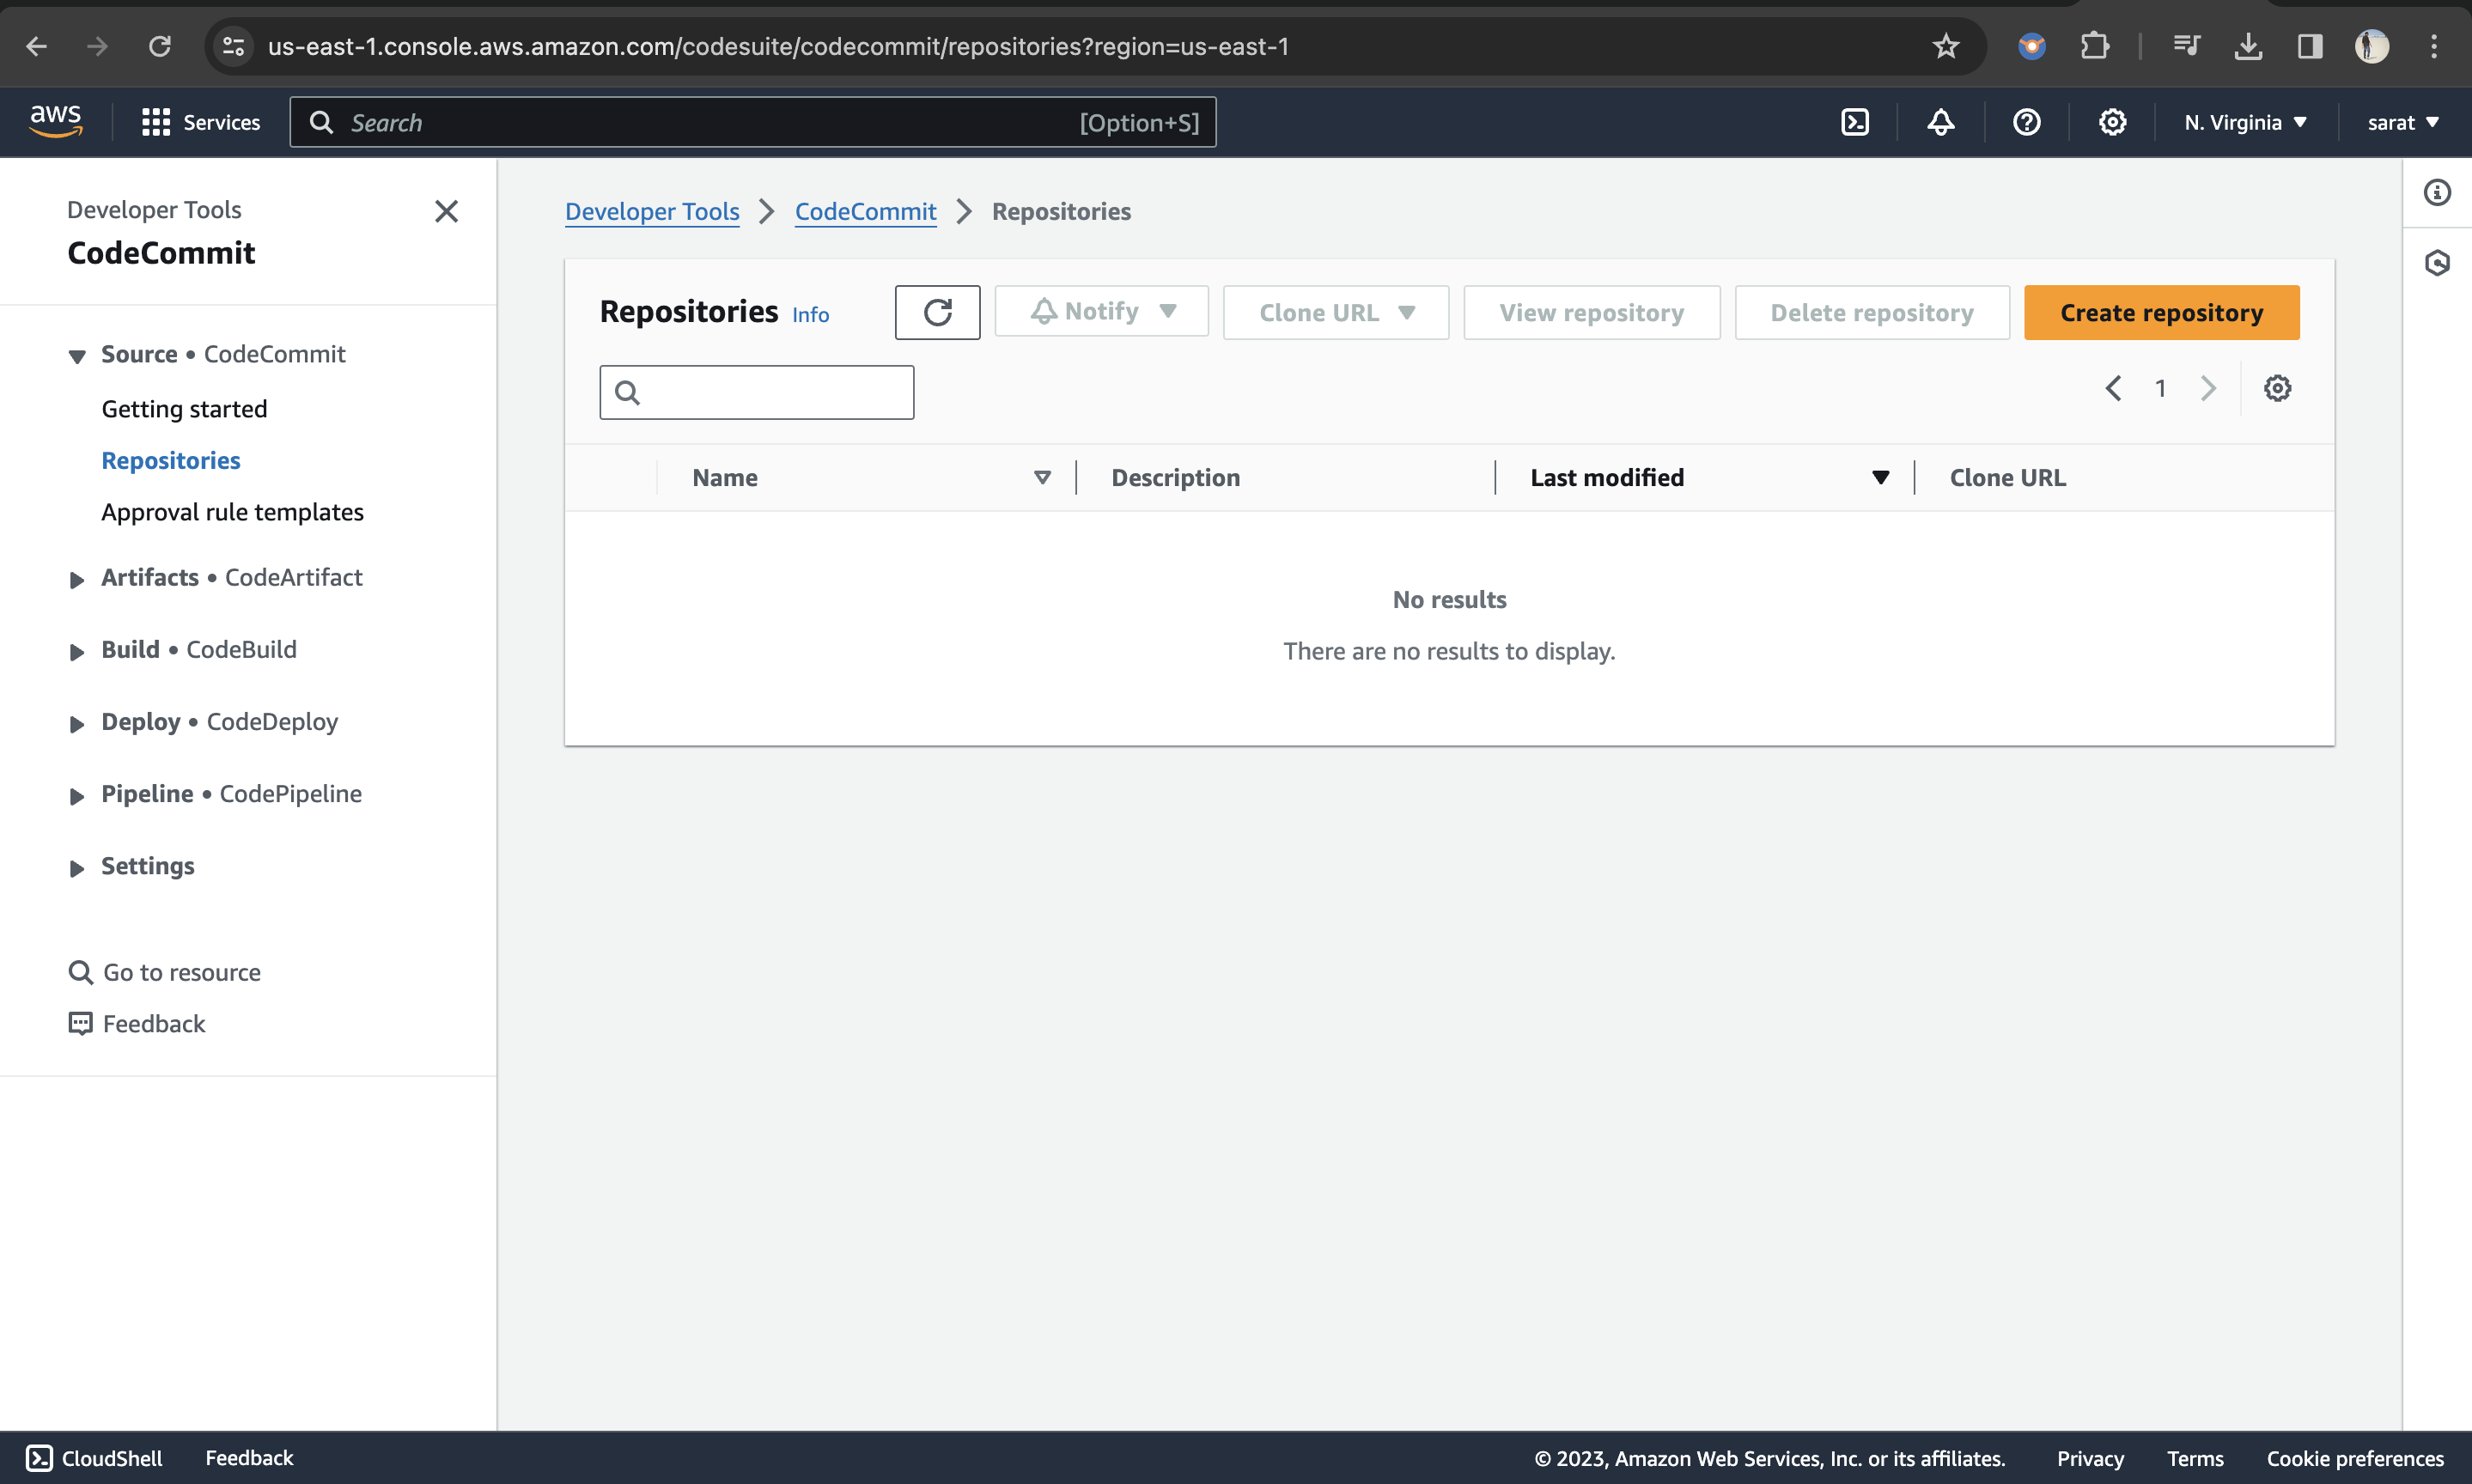 us-east-1.console.aws.amazon.com/codesuite/codecommit/repositories?region=us-east-1
aws Services Search [Option+S] N. Virginia sarat
Developer Tools
CodeCommit
Source • CodeCommit
Getting started
Repositories
Approval rule templates
Artifacts • CodeArtifact
Build • CodeBuild
Deploy • CodeDeploy
Pipeline • CodePipeline
Settings
Go to resource
Feedback
Developer Tools CodeCommit Repositories
Repositories Info Notify Clone URL View repository Delete repository Create repository
1
Name Description Last modified Clone URL
No results
There are no results to display.
CloudShell Feedback © 2023, Amazon Web Services, Inc. or its affiliates. Privacy Terms Cookie preferences